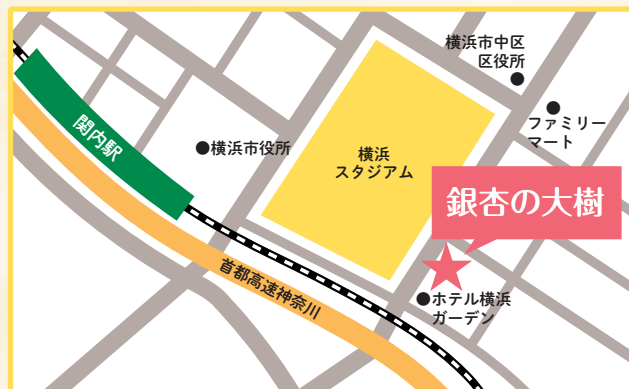 横浜市中区
区役所
ファミリー
マート
関内駅
横浜市役所
横浜
スタジアム
銀杏の大樹
首都高速神奈川
ホテル横浜
ガーデン